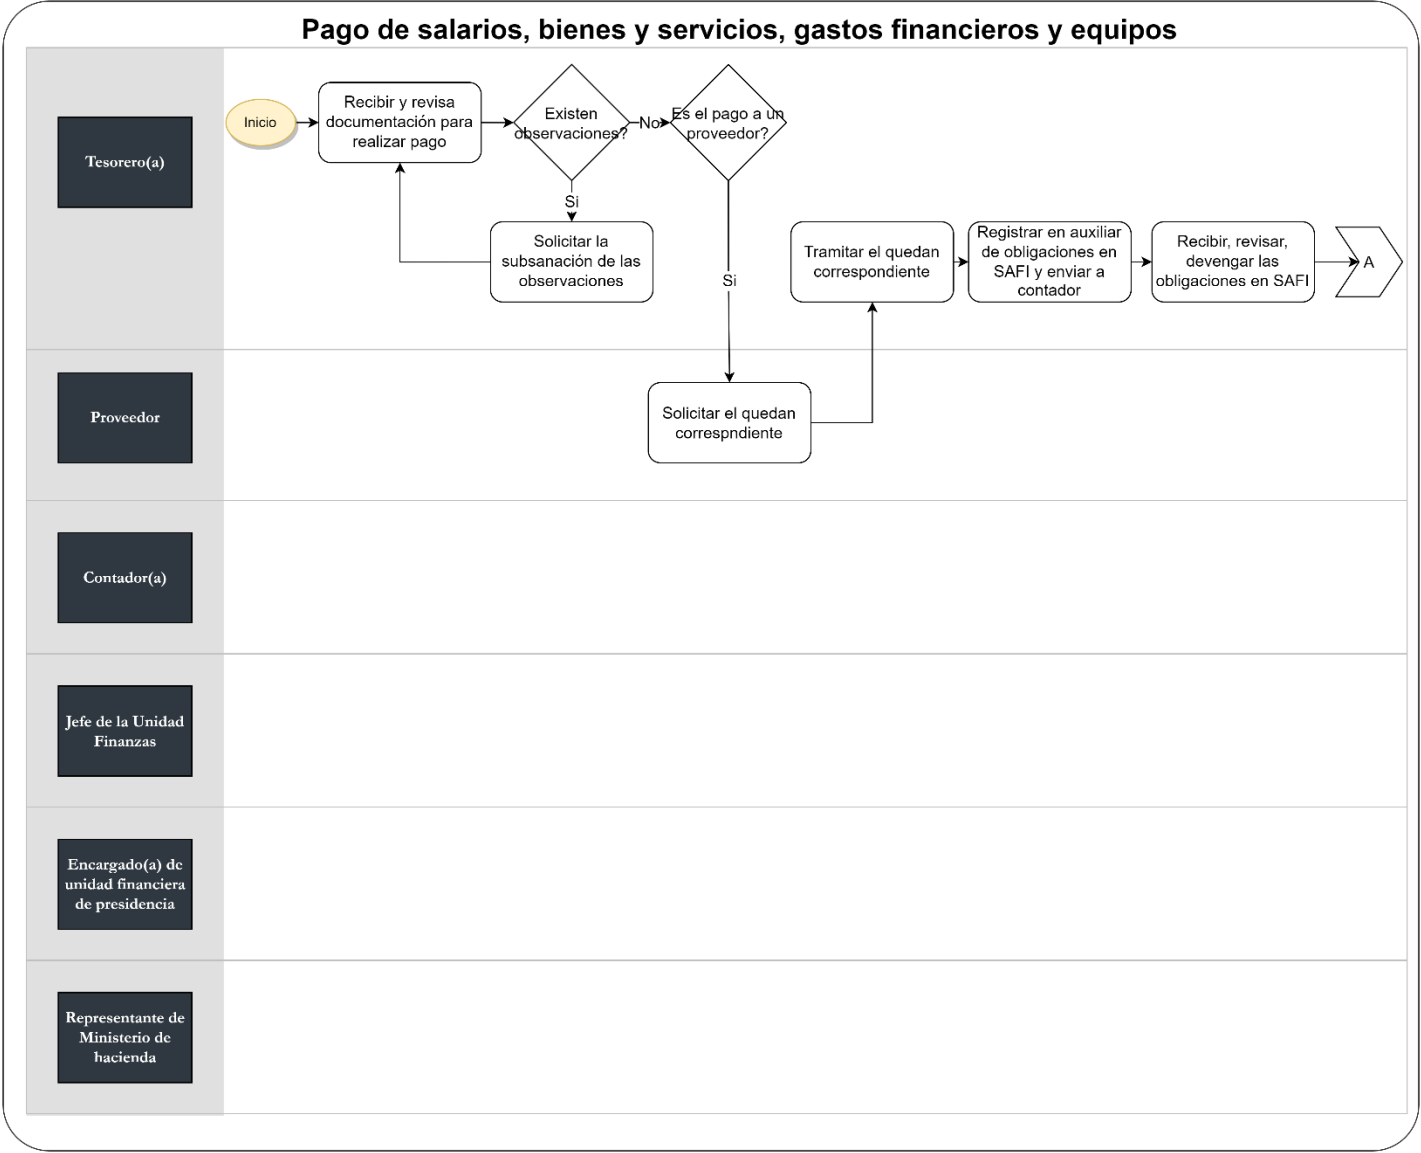 Pago de salarios, bienes y servicios, gastos financieros y equipos
Tesorero(a)
Inicio
Recibir y revisa
documentación para
realizar pago
Existen
observaciones?
No
Es el pago a un
proveedor?
Si
Solicitar la
subsanación de las
observaciones
Si
Tramitar el quedan
correspondiente
Registrar en auxiliar
de obligaciones en
SAFI y enviar a
contador
Recibir, revisar,
devengar las
obligaciones en SAFI
A
Proveedor
Solicitar el quedan
correspndiente
Contador(a)
Jefe de la Unidad
Finanzas
Encargado(a) de
unidad financiera
de presidencia
Representante de
Ministerio de
hacienda